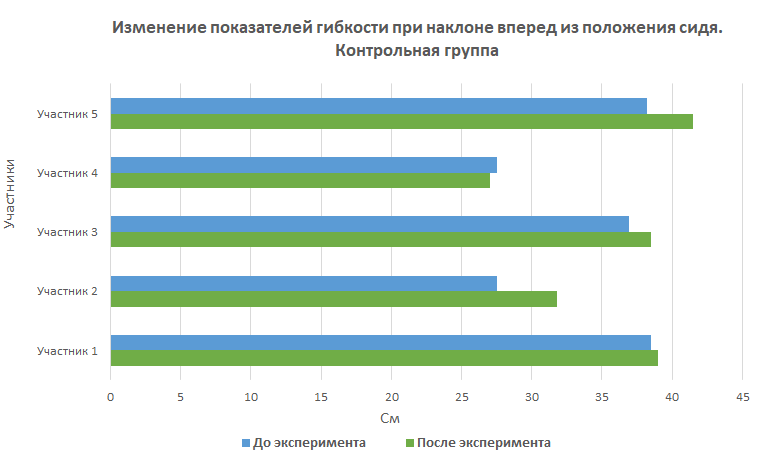 Изменение показателей гибкости при наклоне вперед из положения сидя.
Контрольная группа
Участники
Участник 5
Участник 4
Участник 3
Участник 2
Участник 1
0 5 10 15 20 25 30 35 40 45
См
До эксперимента После эксперимента